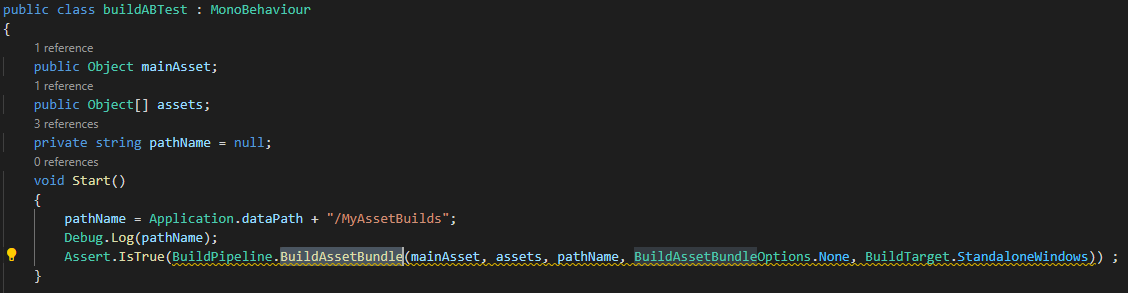 public class buildABTest : MonoBehaviour
{
1 reference
public Object mainAsset;
1 reference
public Object[] assets;
3 references
private string pathName = null;
0 references
void Start()
{
pathName = Application.dataPath + "/MyAssetBuilds";
Debug.Log(pathName);
Assert.IsTrue(BuildPipeline.BuildAssetBundle(mainAsset, assets, pathName, BuildAssetBundleOptions.None, BuildTarget.StandaloneWindows)) ;
}